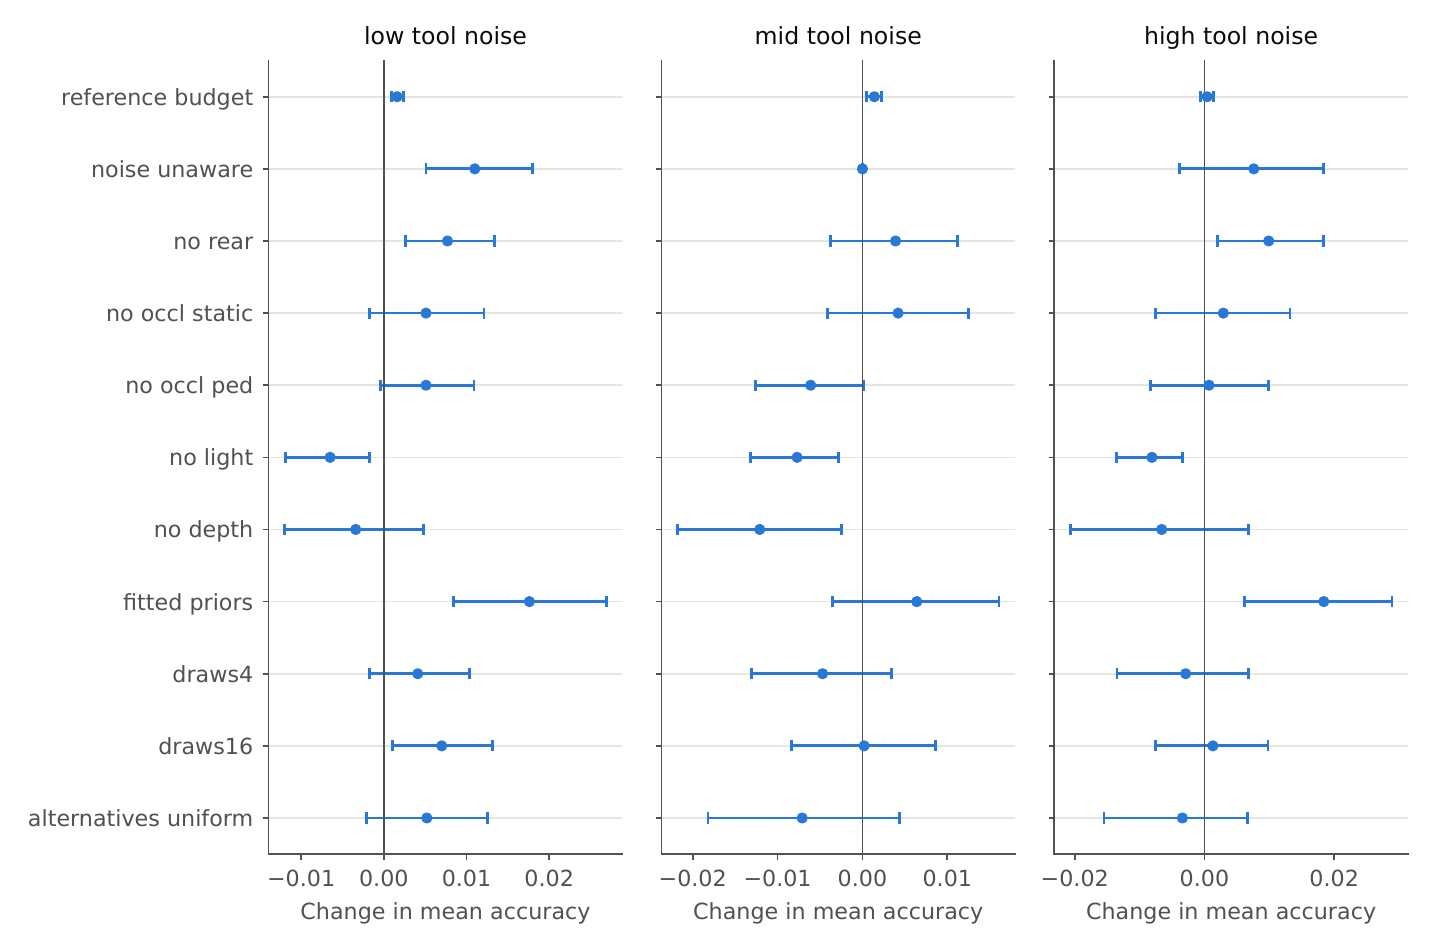 low tool noise
mid tool noise
high tool noise
reference budget
noise unaware
no rear
no occl static
no occl ped
no light
no depth
fitted priors
draws4
draws16
alternatives uniform
−0.01 0.00 0.01 0.02
−0.02 −0.01 0.00 0.01
−0.02 0.00 0.02
Change in mean accuracy
Change in mean accuracy
Change in mean accuracy